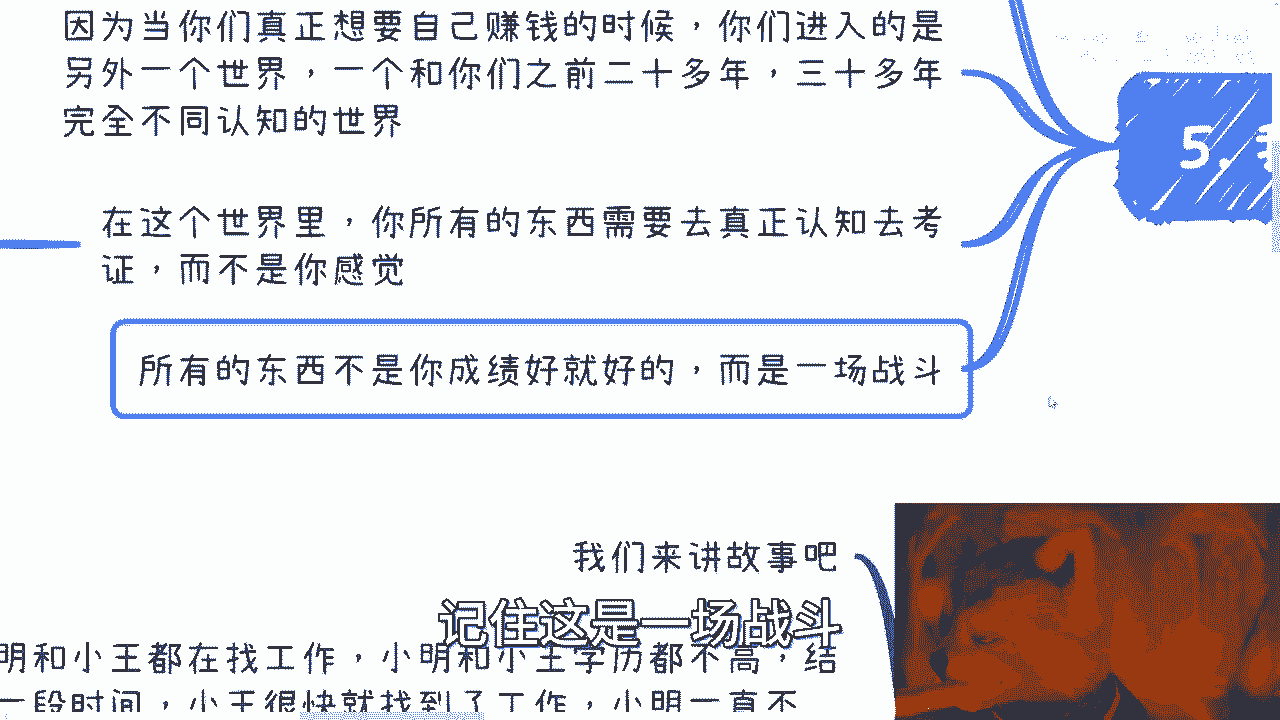 因为当你们真正想要自己赚钱的时候，你们进入的是
另外一个世界，一个和你们之前二十多年，三十多年
完全不同认知的世界
5.
在这个世界里，你所有的东西需要去真正认知去考
证，而不是你感觉
所有的东西不是你成绩好就好的，而是一场战斗
我们来讲故事吧
记住这是一场战斗
明和小王都在找工作，小明和小王学历都不高，结
一段时间，小王很快就找到了工作，小明一直不